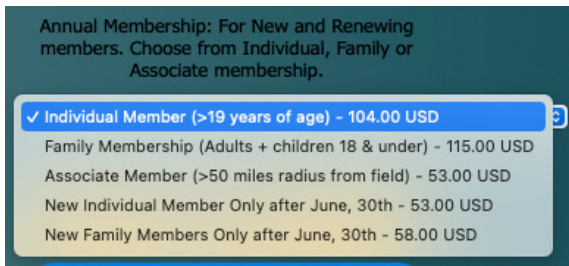 Annual Membership: For New and Renewing
members. Choose from Individual, Family or
Associate membership.
✓ Individual Member (>19 years of age) - 104.00 USD
Family Membership (Adults + children 18 & under) - 115.00 USD
Associate Member (>50 miles radius from field) - 53.00 USD
New Individual Member Only after June, 30th - 53.00 USD
New Family Members Only after June, 30th - 58.00 USD